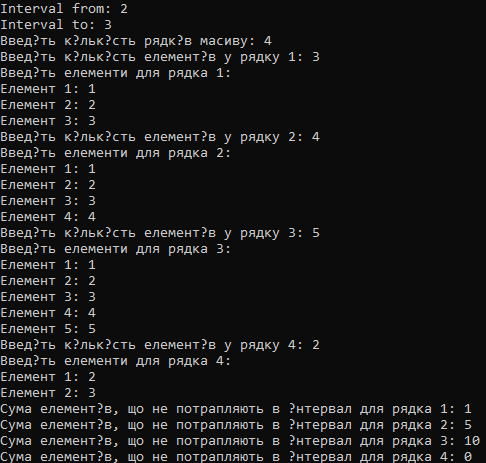 Interval from: 2
Interval to: 3
Введ?ть к?льк?сть рядк?в масиву: 4
Введ?ть к?льк?сть елемент?в у рядку 1: 3
Введ?ть елементи для рядка 1:
Елемент 1: 1
Елемент 2: 2
Елемент 3: 3
Введ?ть к?льк?сть елемент?в у рядку 2: 4
Введ?ть елементи для рядка 2:
Елемент 1: 1
Елемент 2: 2
Елемент 3: 3
Елемент 4: 4
Введ?ть к?льк?сть елемент?в у рядку 3: 5
Введ?ть елементи для рядка 3:
Елемент 1: 1
Елемент 2: 2
Елемент 3: 3
Елемент 4: 4
Елемент 5: 5
Введ?ть к?льк?сть елемент?в у рядку 4: 2
Введ?ть елементи для рядка 4:
Елемент 1: 2
Елемент 2: 3
Сума елемент?в, що не потрапляють в ?нтервал для рядка 1: 1
Сума елемент?в, що не потрапляють в ?нтервал для рядка 2: 5
Сума елемент?в, що не потрапляють в ?нтервал для рядка 3: 10
Сума елемент?в, що не потрапляють в ?нтервал для рядка 4: 0